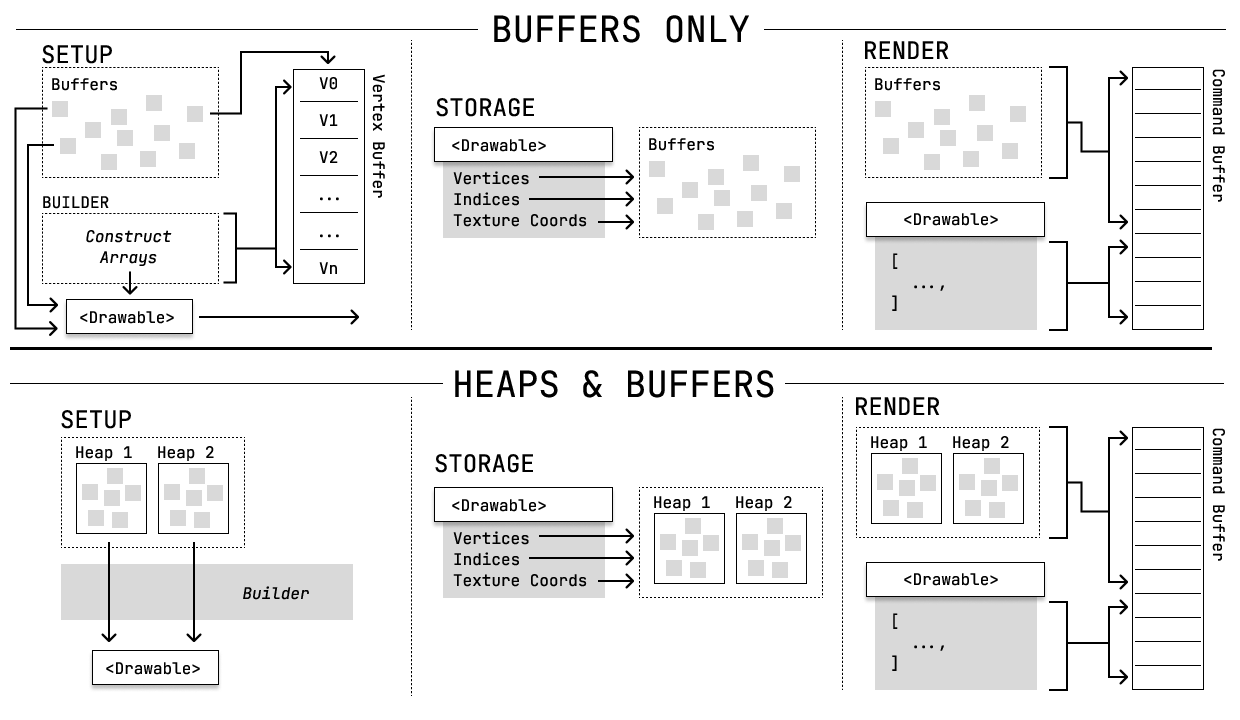 BUFFERS ONLY
SETUP
Buffers
V0
V1
V2
...
...
Vn
Vertex Buffer
BUILDER
Construct
Arrays
<Drawable>
STORAGE
<Drawable>
Vertices
Indices
Texture Coords
Buffers
RENDER
Buffers
<Drawable>
[
...,
]
Command Buffer
HEAPS & BUFFERS
SETUP
Heap 1
Heap 2
Builder
<Drawable>
STORAGE
<Drawable>
Vertices
Indices
Texture Coords
Heap 1
Heap 2
RENDER
Heap 1
Heap 2
<Drawable>
[
...,
]
Command Buffer